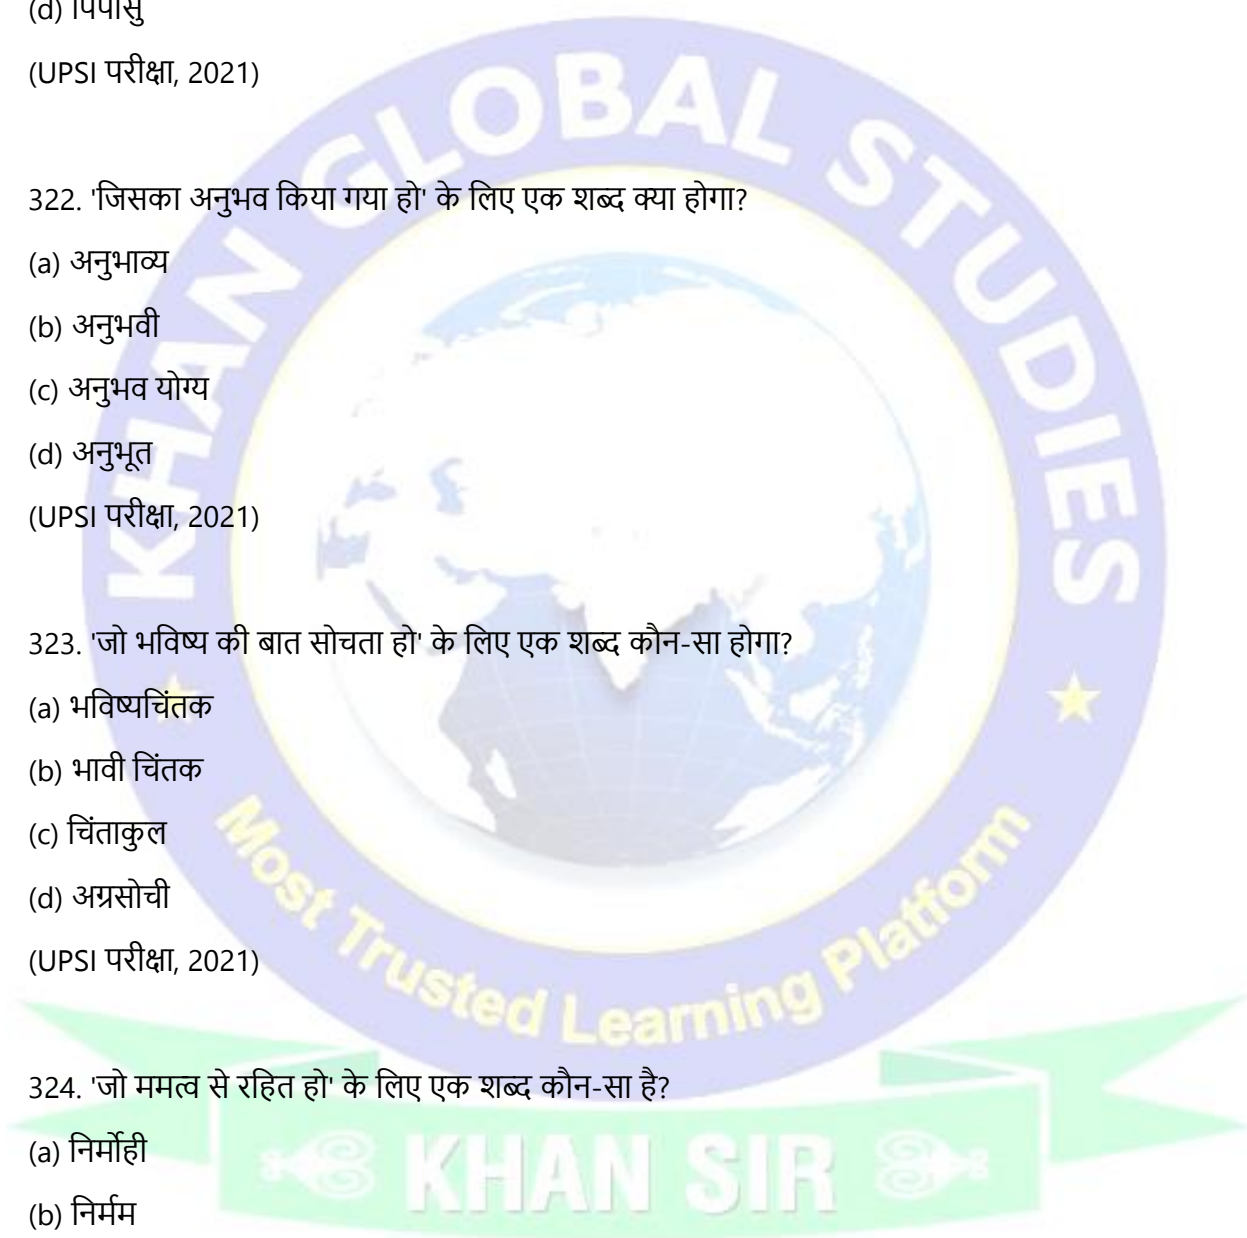 (d) पिपासु
(UPSI परीक्षा, 2021)
322. 'जिसका अनुभव किया गया हो' के लिए एक शब्द क्या होगा?
(a) अनुभाव्य
(b) अनुभवी
(c) अनुभव योग्य
(d) अनुभूत
(UPSI परीक्षा, 2021)
323. 'जो भविष्य की बात सोचता हो' के लिए एक शब्द कौन-सा होगा?
(a) भविष्यचिंतक
(b) भावी चिंतक
(c) चिंताकुल
(d) अग्रसोची
(UPSI परीक्षा, 2021)
324. 'जो ममत्व से रहित हो' के लिए एक शब्द कौन-सा है?
(a) निर्मोही
(b) निर्मम
KHAN GLOBAL STUDIES
Most Trusted Learning Platform
KHAN SIR